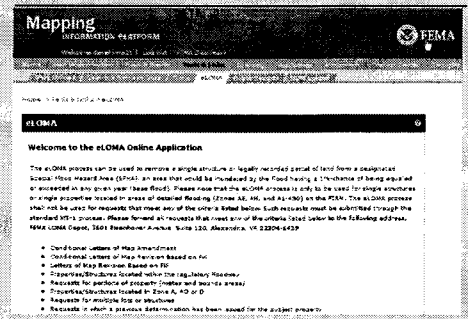 Mapping
INFORMATION PLATFORM
FEMA
eLOMA
eLOMA
Welcome to the eLOMA Online Application
The eLOMA process can be used to remove a single structure or legally recorded parcel of land from a designated
Special Flood Hazard Area (SFHA), an area that would be inundated by the flood having a 1% chance of being equaled
or exceeded in any given year (base flood). Please note that the eLOMA process is only to be used for single structures
or single properties located in areas of detailed flooding (Zones AE, AH, and A1-A30) on the FIRM. The eLOMA process
shall not be used for requests that meet any of the criteria listed below. Such requests must be submitted through the
standard MT-1 process. Please forward all requests that meet any of the criteria listed below to the following address.
FEMA LOMA Depot, 3601 Eisenhower Avenue, Suite 120, Alexandria, VA 22304-6439
Conditional Letters of Map Amendment
Conditional Letters of Map Revision based on Fill
Letters of Map Revision Based on Fill
Properties/Structures located within the regulatory floodway
Requests for portions of property (metes and bounds areas)
Properties/Structures located in Zone A, AO or D
Requests for multiple lots or structures
Requests in which a previous determination has been issued for the subject property